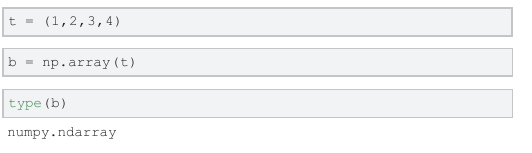 t = (1,2,3,4)
b = np.array(t)
type(b)
numpy.ndarray